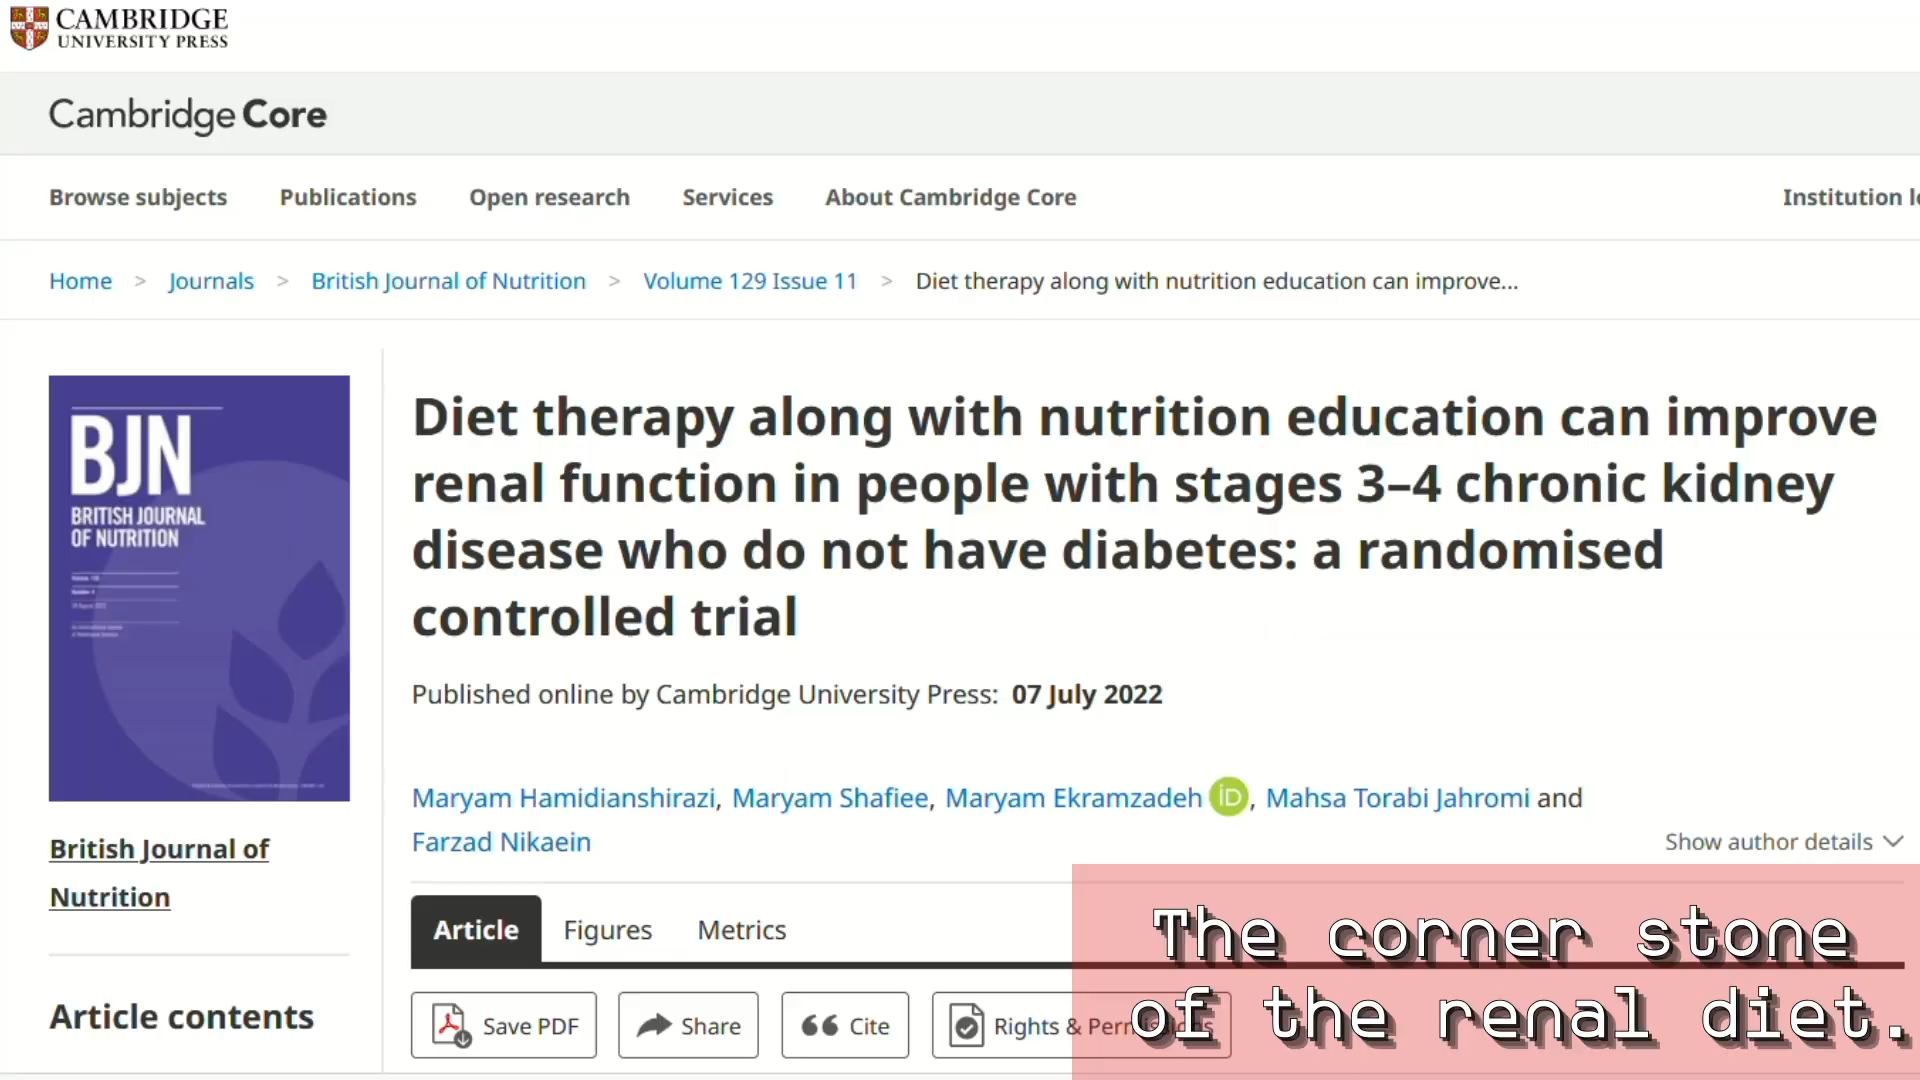 CAMBRIDGE
UNIVERSITY PRESS
Cambridge Core
Browse subjects Publications Open research Services About Cambridge Core Institution
Home > Journals > British Journal of Nutrition > Volume 129 Issue 11 > Diet therapy along with nutrition education can improve...
BJN
BRITISH JOURNAL
OF NUTRITION
Diet therapy along with nutrition education can improve
renal function in people with stages 3–4 chronic kidney
disease who do not have diabetes: a randomised
controlled trial
Published online by Cambridge University Press: 07 July 2022
Maryam Hamidianshirazi, Maryam Shafiee, Maryam Ekramzadeh iD, Mahsa Torabi Jahromi and
Farzad Nikaein
Show author details
British Journal of
Nutrition
Article Figures Metrics
Article contents
Save PDF Share Cite Rights & Permissions
The corner stone
of the renal diet.